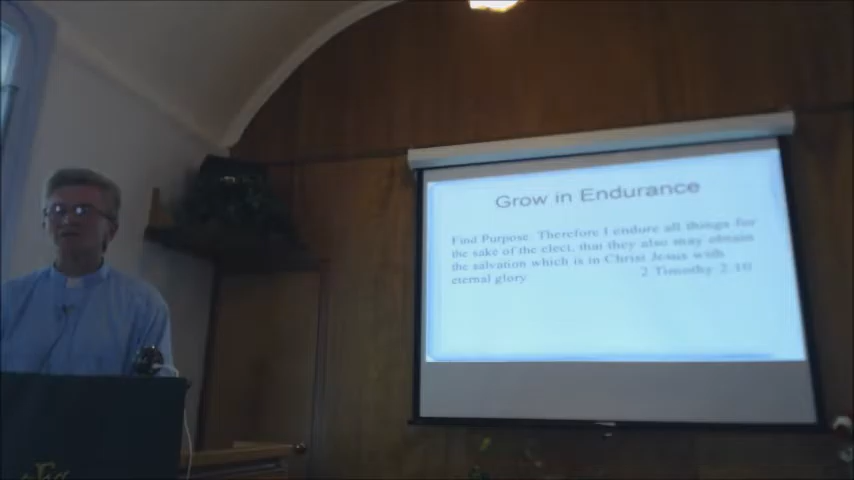 Grow in Endurance
Find Purpose. Therefore I endure all things for
the sake of the elect, that they also may obtain
the salvation which is in Christ Jesus with
eternal glory 2 Timothy 2:10